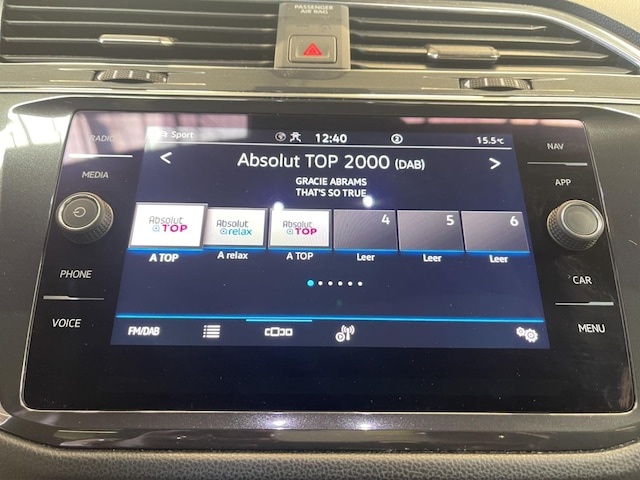 PASSENGER
AIR BAG
RADIO
MEDIA
PHONE
VOICE
Sport
12:40
2
15.5°C
< Absolut TOP 2000 (DAB) >
GRACIE ABRAMS
THAT'S SO TRUE
Absolut TOP
Absolut relax
Absolut TOP
4
5
6
A TOP
A relax
A TOP
Leer
Leer
Leer
FM/DAB
NAV
APP
CAR
MENU